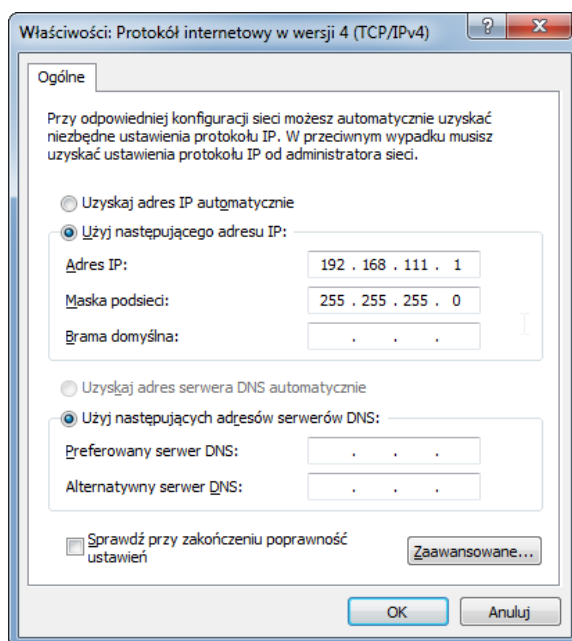 Właściwości: Protokół internetowy w wersji 4 (TCP/IPv4)
Ogólne
Przy odpowiedniej konfiguracji sieci możesz automatycznie uzyskać
niezbędne ustawienia protokołu IP. W przeciwnym wypadku musisz
uzyskać ustawienia protokołu IP od administratora sieci.
Uzyskaj adres IP automatycznie
Użyj następującego adresu IP:
Adres IP: 192 . 168 . 111 . 1
Maska podsieci: 255 . 255 . 255 . 0
Brama domyślna: . . .
Uzyskaj adres serwera DNS automatycznie
Użyj następujących adresów serwerów DNS:
Preferowany serwer DNS: . . .
Alternatywny serwer DNS: . . .
Sprawdź przy zakończeniu poprawność
ustawień
Zaawansowane...
OK Anuluj